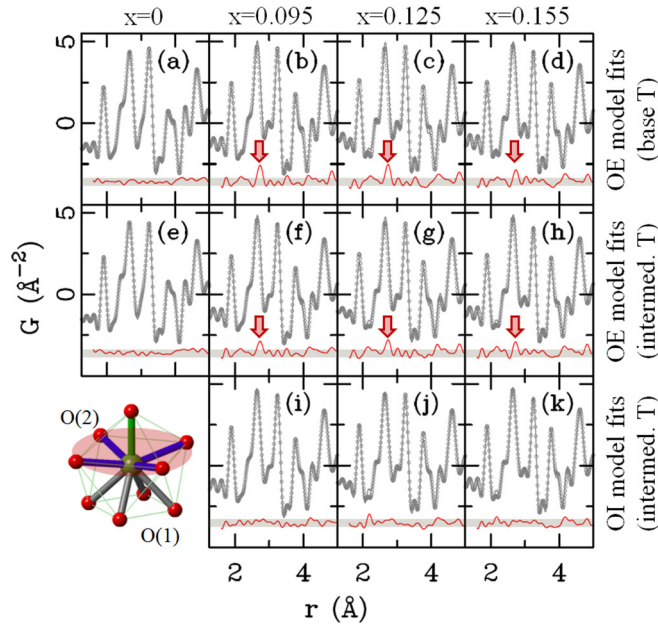 x=0 x=0.095 x=0.125 x=0.155
5 (a) (b) (c) (d)
0
OE model fits
(base T)
5 (e) (f) (g) (h)
0
G (Å⁻²)
OE model fits
(intermed. T)
(i) (j) (k)
O(2)
O(1)
OI model fits
(intermed. T)
2 4 2 4 2 4
r (Å)